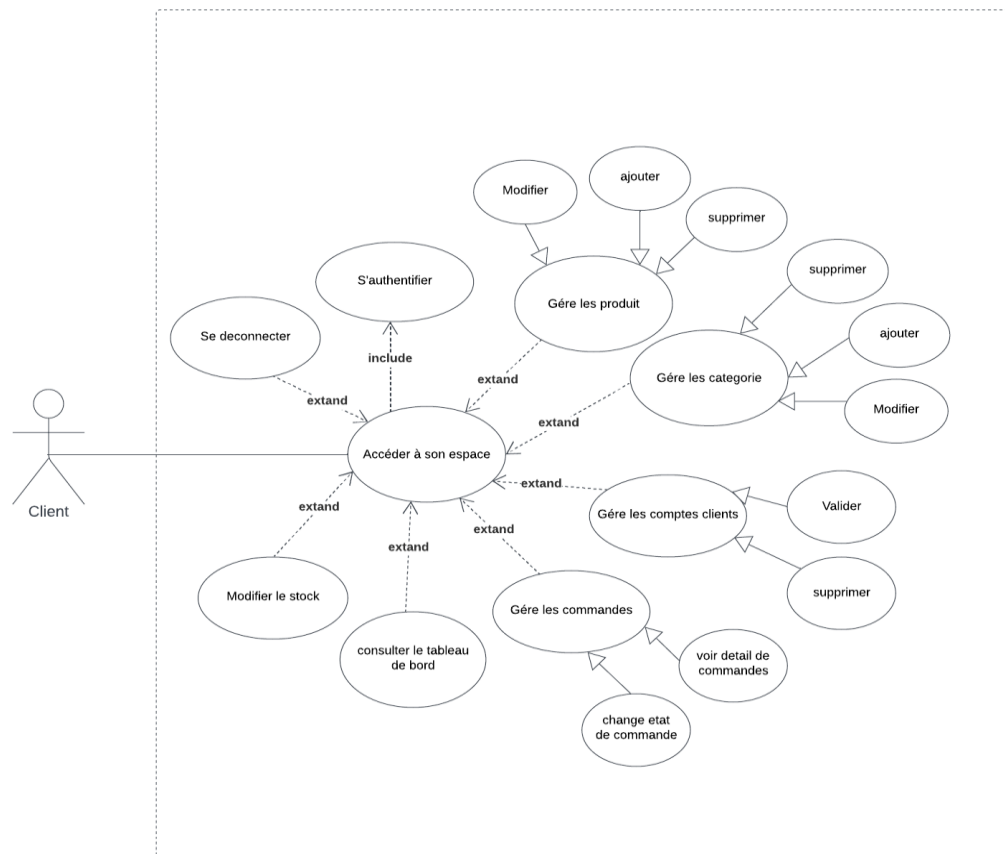 Modifier
ajouter
supprimer
supprimer
S'authentifier
Gére les produit
Se deconnecter
ajouter
include
extand
Gére les categorie
extand
Modifier
extand
Accéder à son espace
extand
Client
extand
Gére les comptes clients
Valider
extand
extand
Modifier le stock
Gére les commandes
supprimer
consulter le tableau
de bord
voir detail de
commandes
change etat
de commande